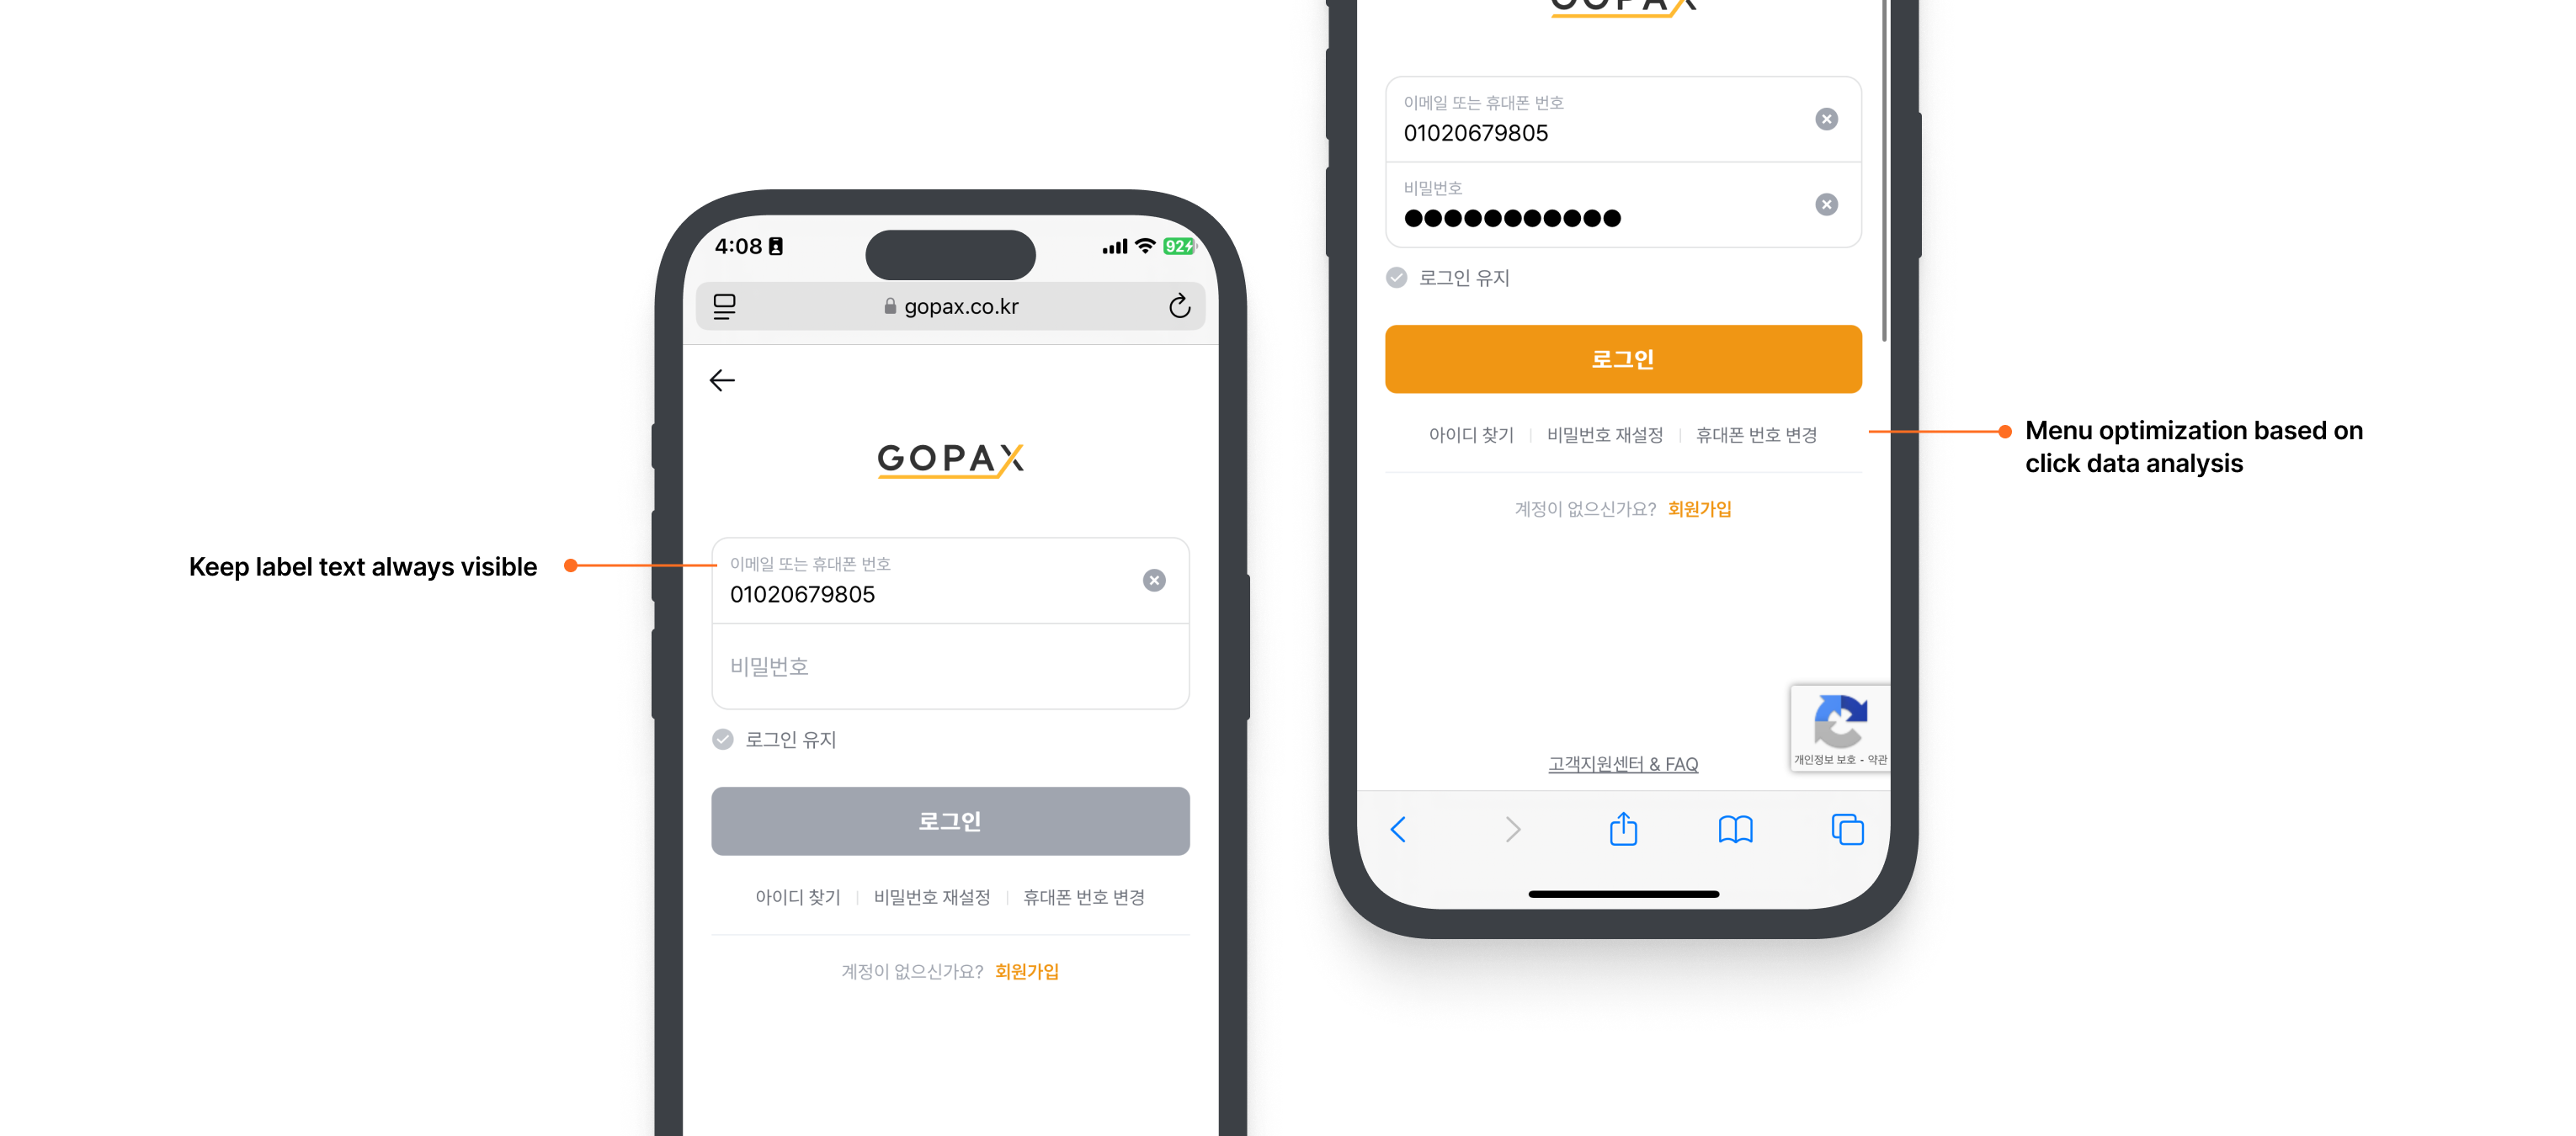 4:08
92
gopax.co.kr
GOPAX
Keep label text always visible
이메일 또는 휴대폰 번호
01020679805
비밀번호
로그인 유지
로그인
아이디 찾기 | 비밀번호 재설정 | 휴대폰 번호 변경
계정이 없으신가요? 회원가입
GOPAX
이메일 또는 휴대폰 번호
01020679805
비밀번호
●●●●●●●●●●●
로그인 유지
로그인
아이디 찾기 | 비밀번호 재설정 | 휴대폰 번호 변경
계정이 없으신가요? 회원가입
Menu optimization based on
click data analysis
개인정보 보호 - 약관
고객지원센터 & FAQ